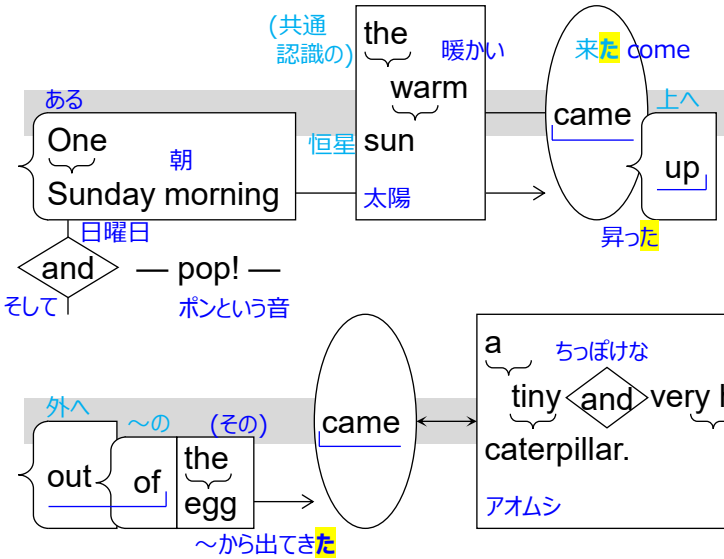 (共通
認識の)
the
暖かい
warm
恒星 sun
太陽
来た come
came
上へ
up
昇った
ある
One
朝
Sunday morning
日曜日
and
そして
— pop! —
ポンという音
外へ
out
～の
of
(その)
the
egg
～から出てきた
came
a
ちっぽけな
tiny and very h
caterpillar.
アオムシ